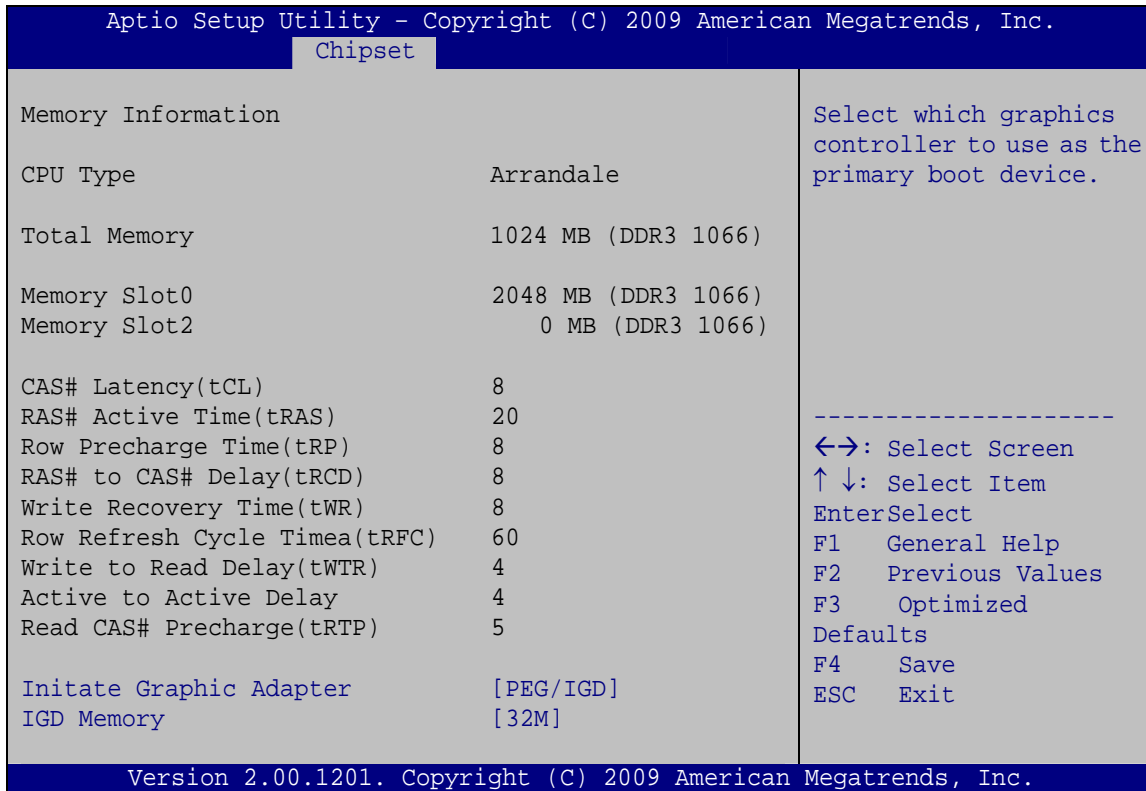 Aptio Setup Utility – Copyright (C) 2009 American Megatrends, Inc.
Chipset
Memory Information
CPU Type Arrandale
Total Memory 1024 MB (DDR3 1066)
Memory Slot0 2048 MB (DDR3 1066)
Memory Slot2 0 MB (DDR3 1066)
CAS# Latency(tCL) 8
RAS# Active Time(tRAS) 20
Row Precharge Time(tRP) 8
RAS# to CAS# Delay(tRCD) 8
Write Recovery Time(tWR) 8
Row Refresh Cycle Timea(tRFC) 60
Write to Read Delay(tWTR) 4
Active to Active Delay 4
Read CAS# Precharge(tRTP) 5
Initate Graphic Adapter [PEG/IGD]
IGD Memory [32M]
Select which graphics
controller to use as the
primary boot device.
---------------------
←→: Select Screen
↑ ↓: Select Item
EnterSelect
F1 General Help
F2 Previous Values
F3 Optimized
Defaults
F4 Save
ESC Exit
Version 2.00.1201. Copyright (C) 2009 American Megatrends, Inc.